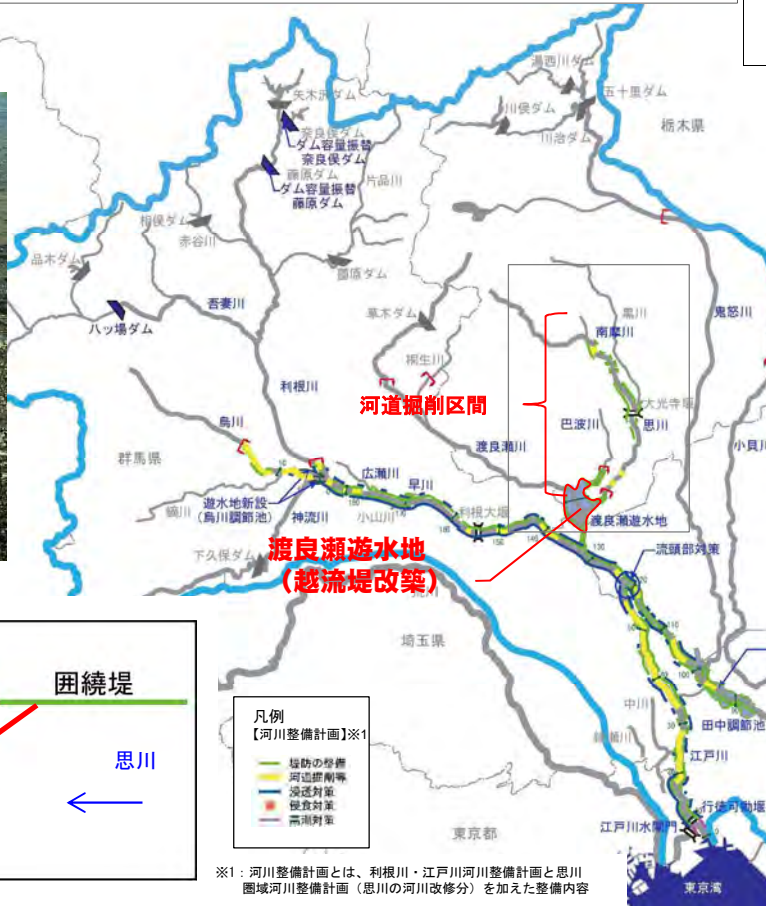 湯西川ダム
五十里ダム
川俣ダム
川治ダム
栃木県
矢木沢ダム
奈良俣ダム
ダム容量振替
奈良俣ダム
藤原ダム
ダム容量振替
藤原ダム
片品川
相俣ダム
赤谷川
品木ダム
薗原ダム
吾妻川
八ッ場ダム
草木ダム
桐生川
黒川
南摩川
鬼怒川
利根川
河道掘削区間
大光寺堰
思川
巴波川
小貝川
烏川
群馬県
渡良瀬川
広瀬川
早川
遊水地新設
(烏川調節池)
鏑川
神流川
小山川
利根大堰
渡良瀬遊水地
下久保ダム
渡良瀬遊水地
(越流堤改築)
流頭部対策
荒川
埼玉県
囲繞堤
思川
凡例
【河川整備計画】※1
堤防の整備
河道掘削等
浸透対策
侵食対策
高潮対策
中川
綾瀬川
田中調節池
江戸川
行徳可動堰
江戸川水閘門
東京都
東京湾
※1:河川整備計画とは、利根川・江戸川河川整備計画と思川
圏域河川整備計画(思川の河川改修分)を加えた整備内容